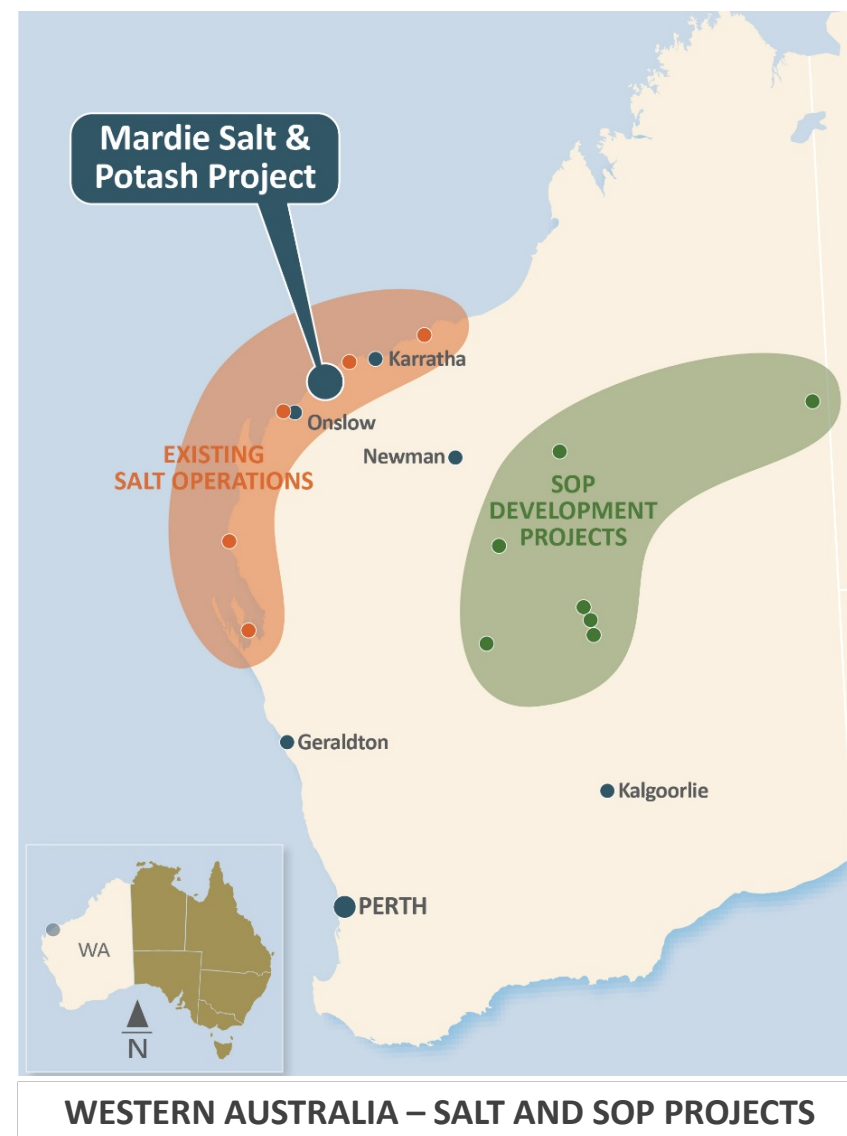 Mardie Salt &
Potash Project
Karratha
Onslow
EXISTING
SALT OPERATIONS
Newman
SOP
DEVELOPMENT
PROJECTS
Geraldton
Kalgoorlie
PERTH
WA
N
WESTERN AUSTRALIA – SALT AND SOP PROJECTS